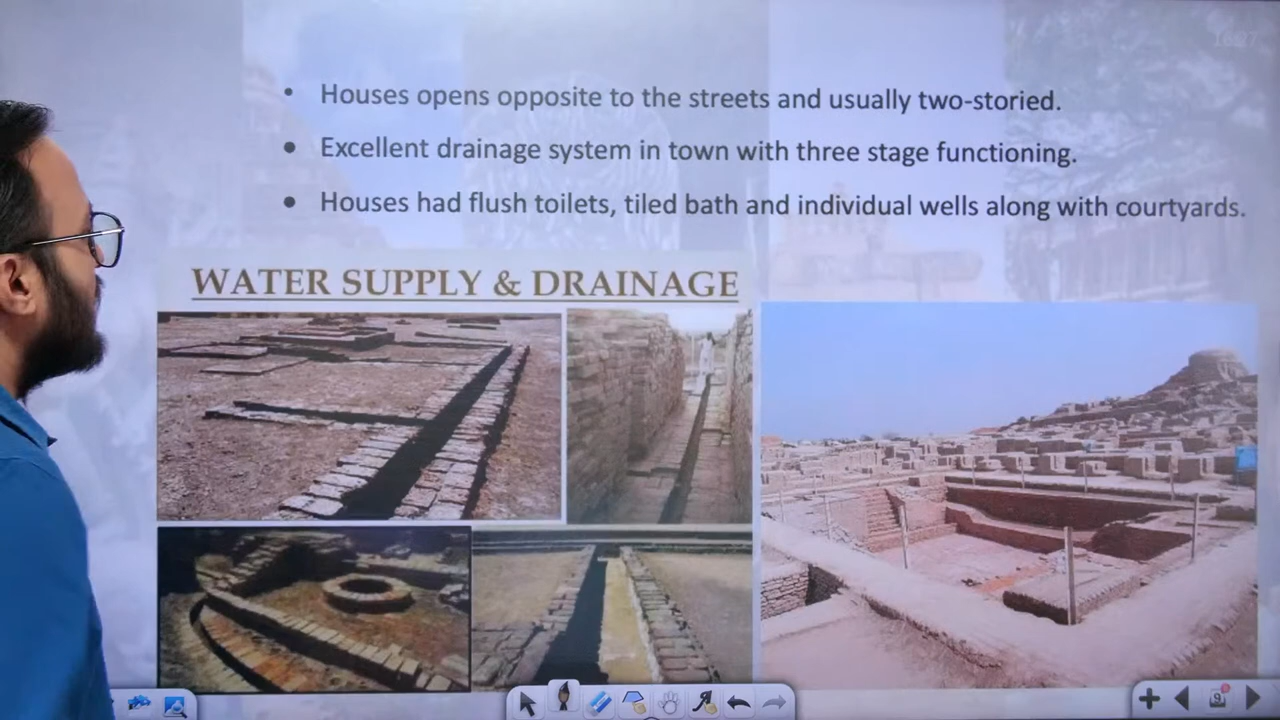 • Houses opens opposite to the streets and usually two-storied.
• Excellent drainage system in town with three stage functioning.
• Houses had flush toilets, tiled bath and individual wells along with courtyards.
WATER SUPPLY & DRAINAGE
9